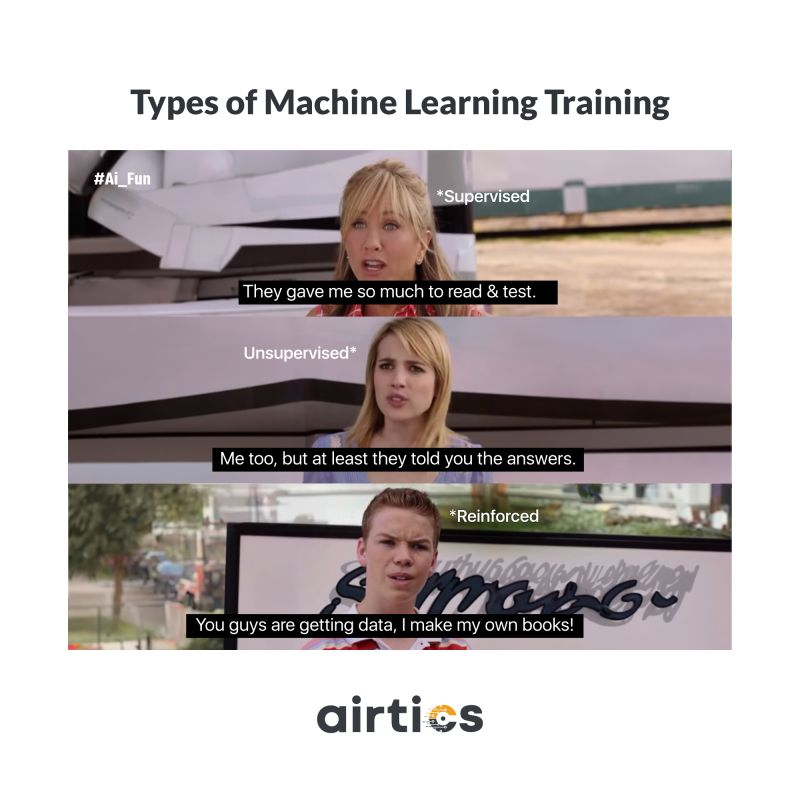 Types of Machine Learning Training
#Ai_Fun
*Supervised
They gave me so much to read & test.
Unsupervised*
Me too, but at least they told you the answers.
*Reinforced
You guys are getting data, I make my own books!
airtics